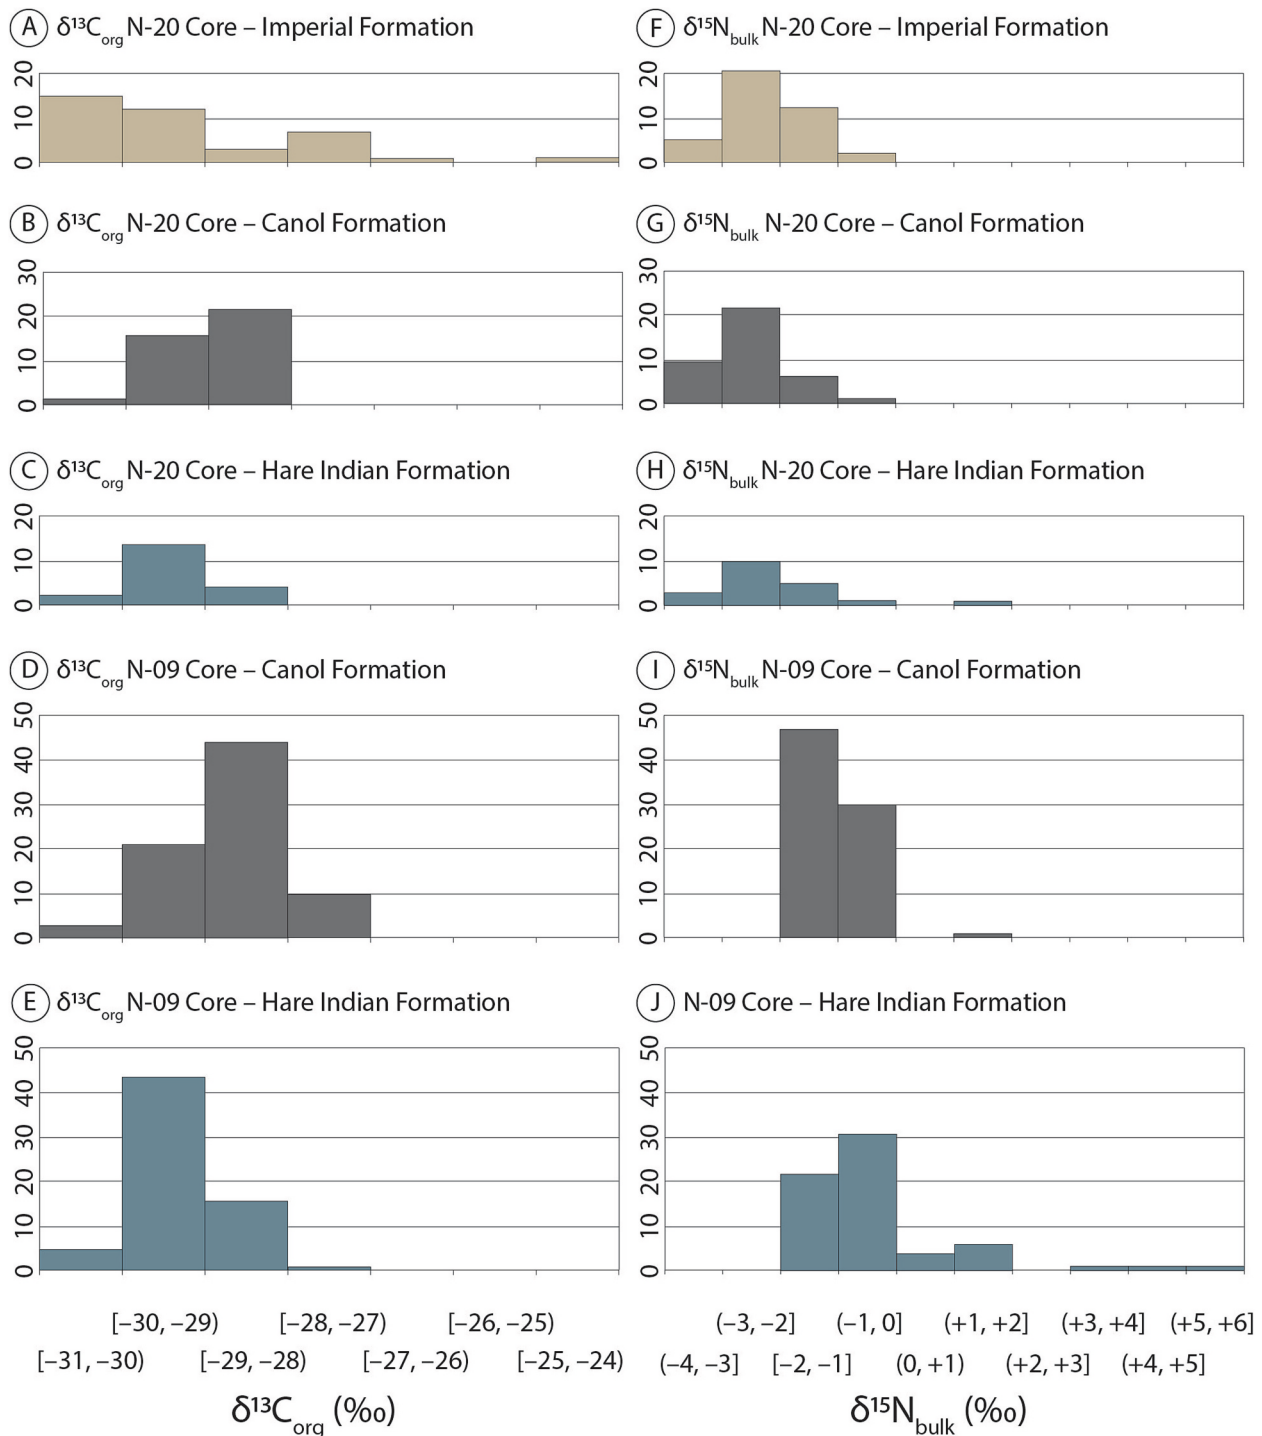 A δ¹³Corg N-20 Core – Imperial Formation
20
10
0
F δ¹⁵Nbulk N-20 Core – Imperial Formation
20
10
0
B δ¹³Corg N-20 Core – Canol Formation
30
20
10
0
G δ¹⁵Nbulk N-20 Core – Canol Formation
30
20
10
0
C δ¹³Corg N-20 Core – Hare Indian Formation
20
10
0
H δ¹⁵Nbulk N-20 Core – Hare Indian Formation
20
10
0
D δ¹³Corg N-09 Core – Canol Formation
50
40
30
20
10
0
I δ¹⁵Nbulk N-09 Core – Canol Formation
50
40
30
20
10
0
E δ¹³Corg N-09 Core – Hare Indian Formation
50
40
30
20
10
0
J N-09 Core – Hare Indian Formation
50
40
30
20
10
0
[–30, –29) [–28, –27) [–26, –25)
[–31, –30) [–29, –28) [–27, –26) [–25, –24)
δ¹³Corg (‰)
(–3, –2] (–1, 0] (+1, +2] (+3, +4] (+5, +6]
(–4, –3] [–2, –1] (0, +1) (+2, +3] (+4, +5]
δ¹⁵Nbulk (‰)